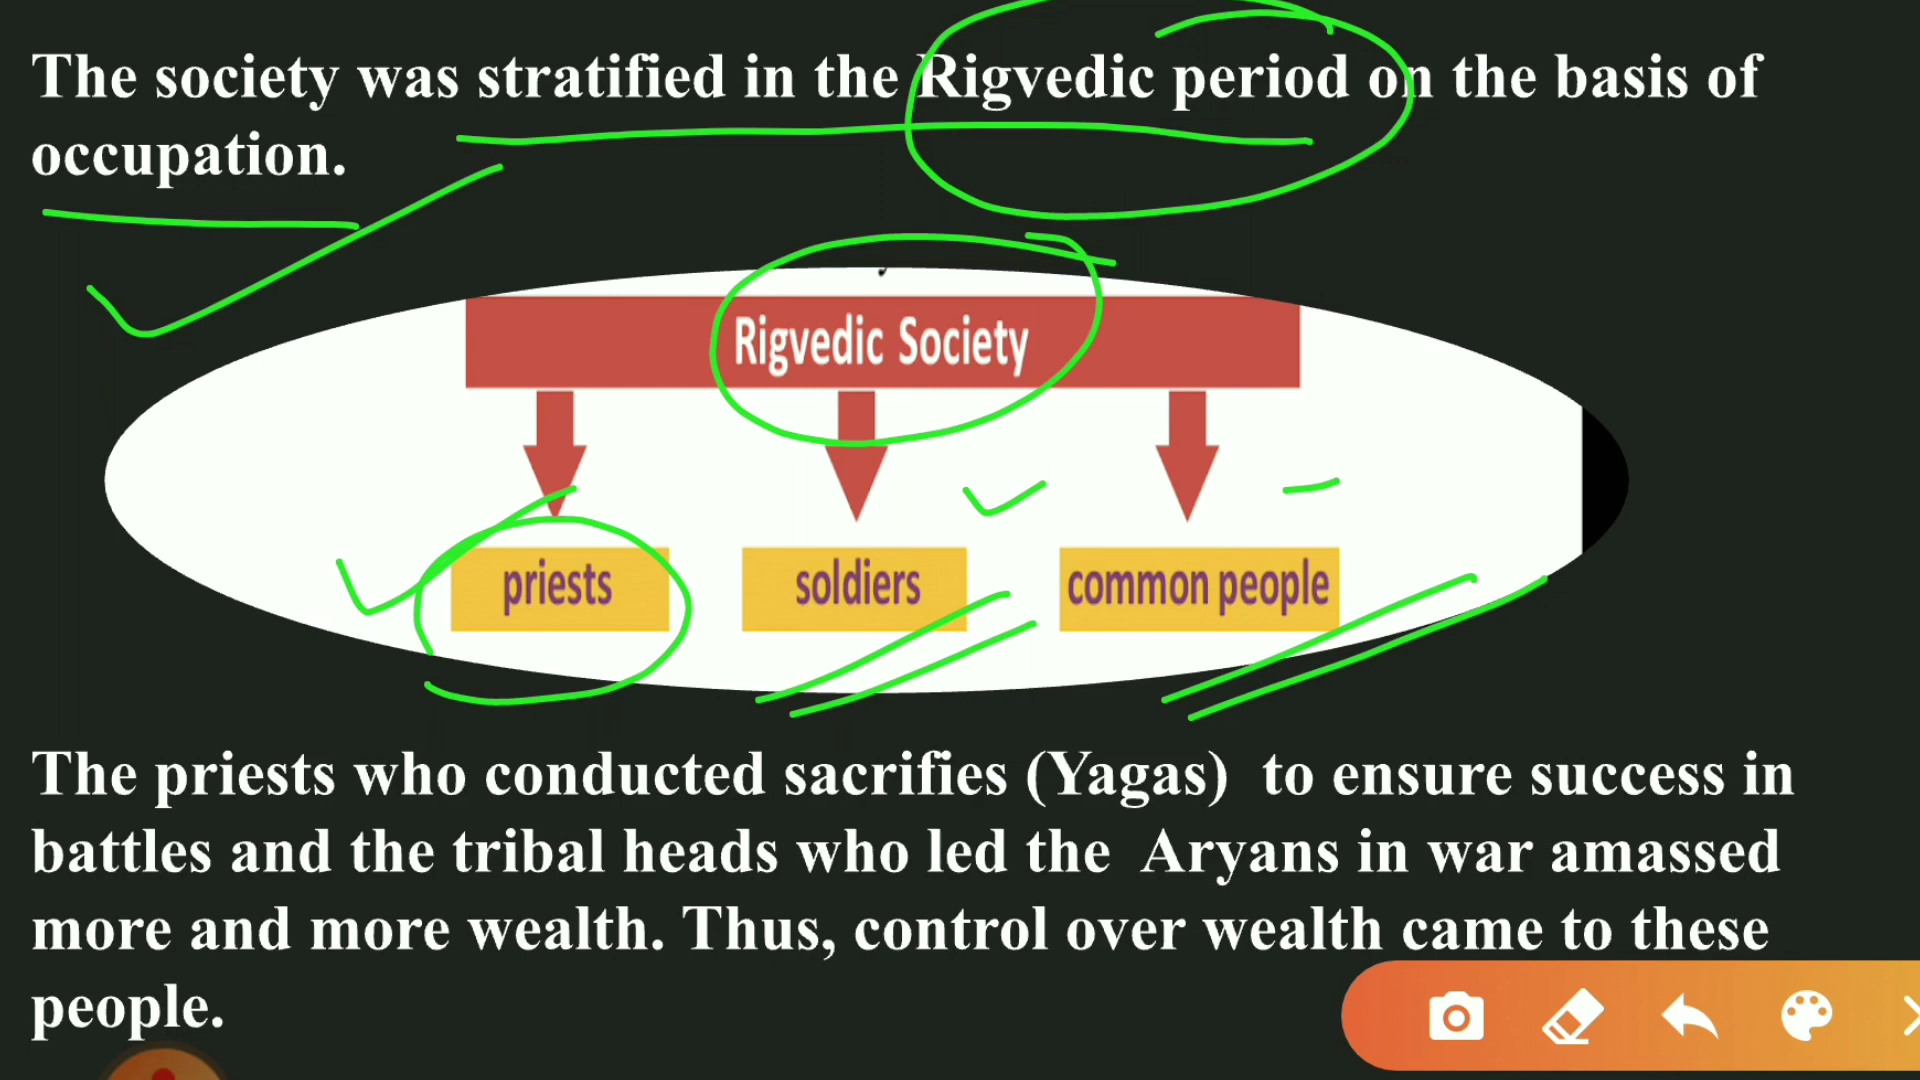 The society was stratified in the Rigvedic period on the basis of
occupation.
Rigvedic Society
priests
soldiers
common people
The priests who conducted sacrifies (Yagas) to ensure success in
battles and the tribal heads who led the Aryans in war amassed
more and more wealth. Thus, control over wealth came to these
people.